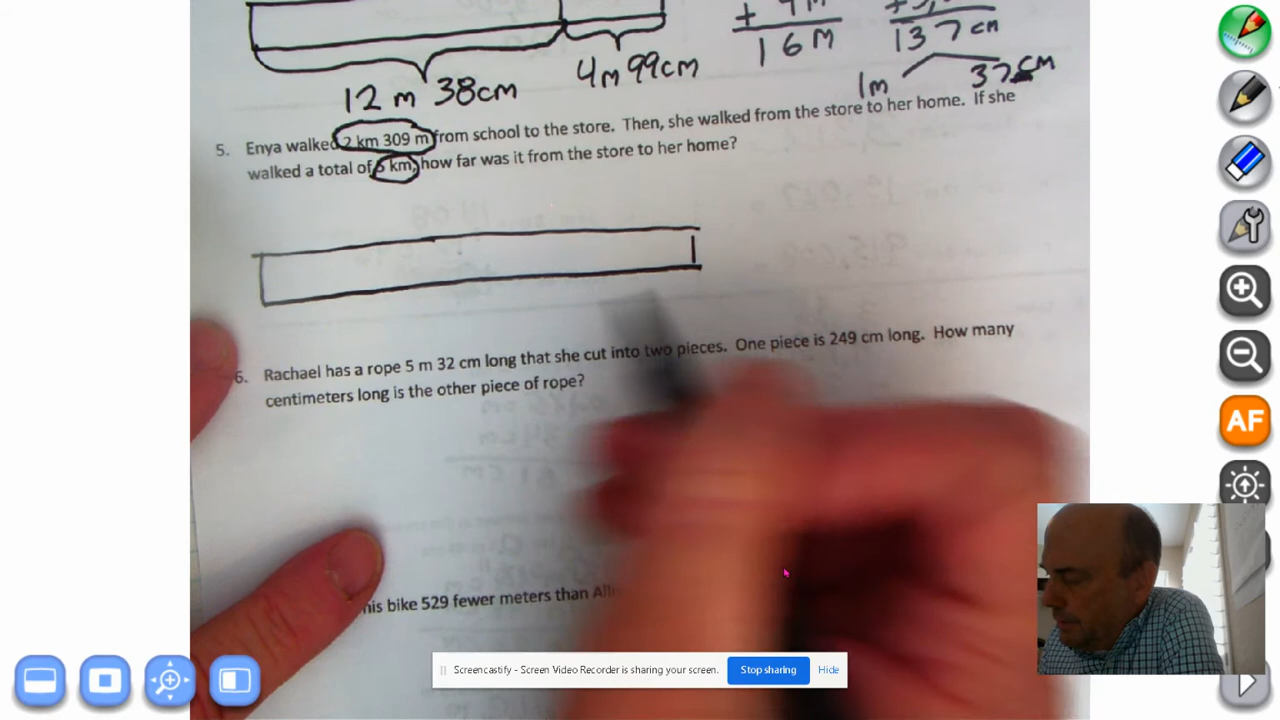 + 4m
16M
137 cm
1m 37cm
12 m 38cm
4m 99cm
5. Enya walked 2 km 309 m from school to the store. Then, she walked from the store to her home. If she
walked a total of 5 km, how far was it from the store to her home?
6. Rachael has a rope 5 m 32 cm long that she cut into two pieces. One piece is 249 cm long. How many
centimeters long is the other piece of rope?
his bike 529 fewer meters than
AF
Screencastify - Screen Video Recorder is sharing your screen.
Stop sharing
Hide